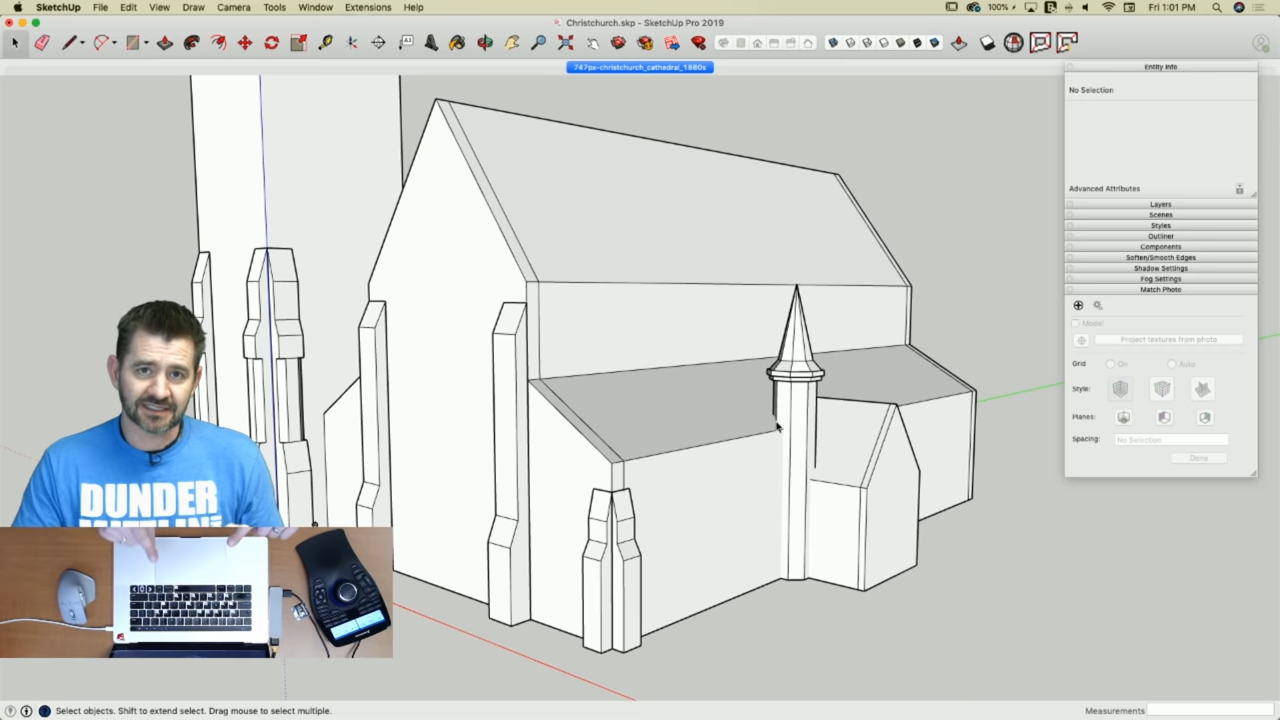 SketchUp File Edit View Draw Camera Tools Window Extensions Help
100% Fri 1:01 PM
Christchurch.skp - SketchUp Pro 2019
747px-christchurch_cathedral_1880s
Entity Info
No Selection
Advanced Attributes
Layers
Scenes
Styles
Outliner
Components
Soften/Smooth Edges
Shadow Settings
Fog Settings
Match Photo
Model
Project textures from photo
Grid On Auto
Style:
Planes:
Spacing: No Selection
Done
DUNDER
Select objects. Shift to extend select. Drag mouse to select multiple.
Measurements